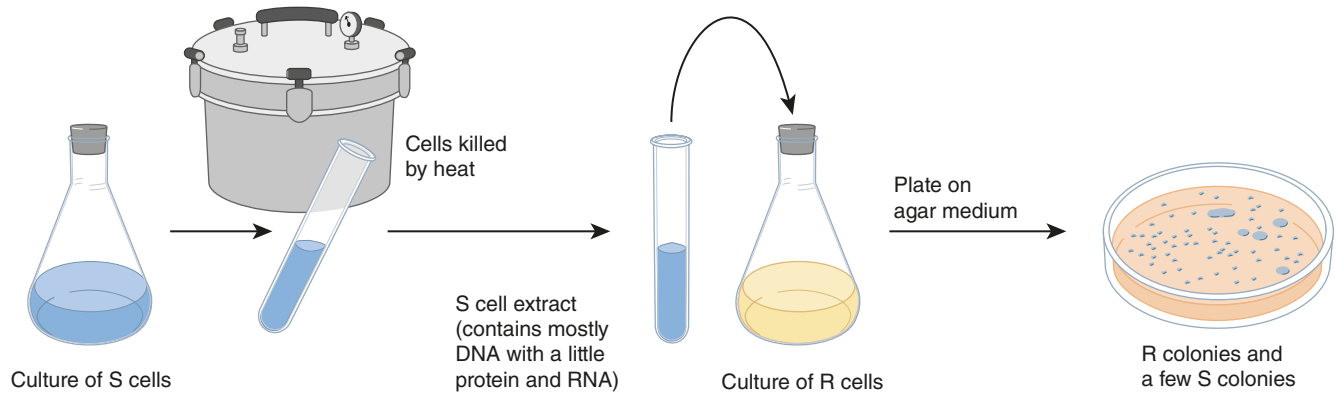 Cells killed
by heat
Plate on
agar medium
S cell extract
(contains mostly
DNA with a little
protein and RNA)
Culture of S cells
Culture of R cells
R colonies and
a few S colonies